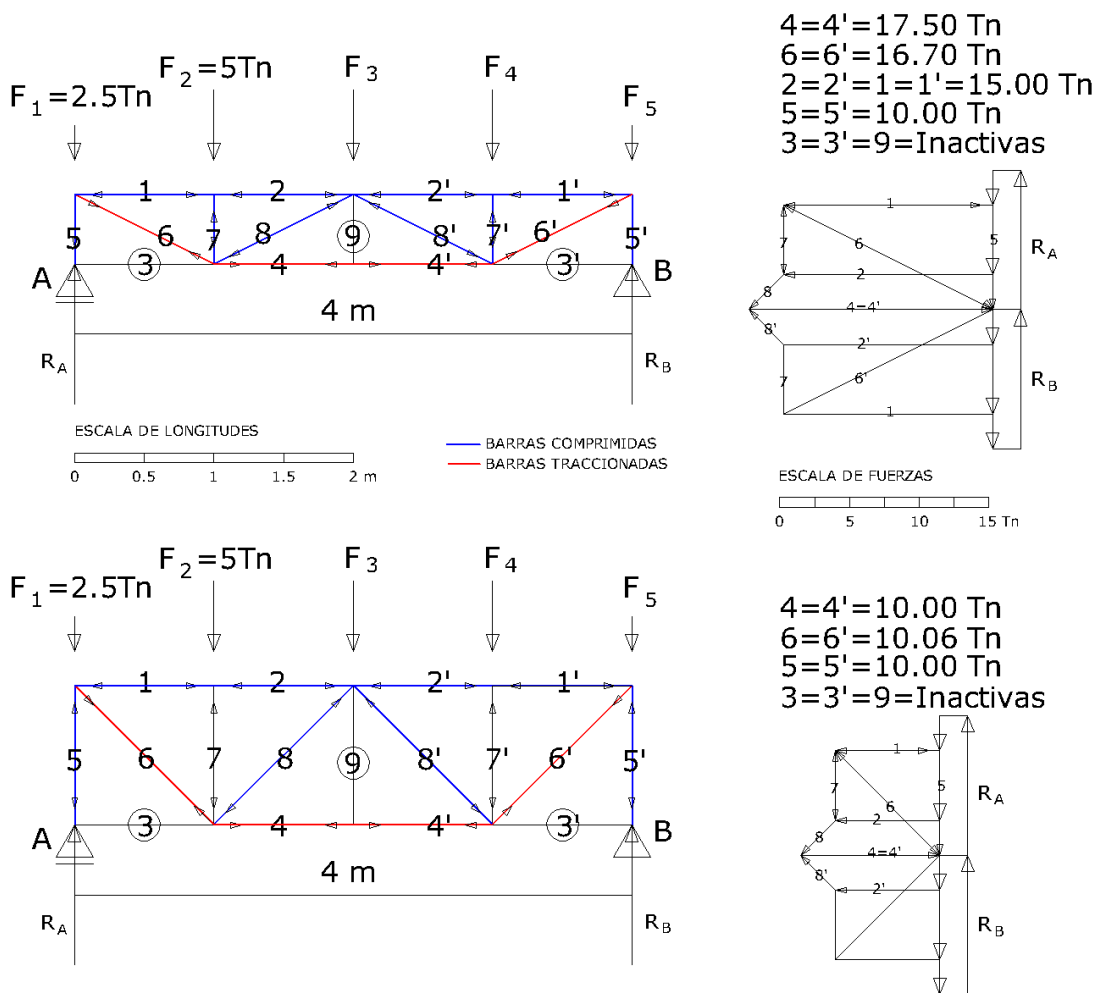 F1=2.5Tn
F2=5Tn
F3
F4
F5
1
2
2'
1'
5
6
7
8
9
8'
7'
6'
5'
A
3
4
4'
3'
B
4 m
RA
RB
ESCALA DE LONGITUDES
0 0.5 1 1.5 2 m
BARRAS COMPRIMIDAS
BARRAS TRACCIONADAS
4=4'=17.50 Tn
6=6'=16.70 Tn
2=2'=1=1'=15.00 Tn
5=5'=10.00 Tn
3=3'=9=Inactivas
1
7
6
5
RA
2
8
4=4'
8'
2'
7
6'
RB
1
ESCALA DE FUERZAS
0 5 10 15 Tn
F1=2.5Tn
F2=5Tn
F3
F4
F5
1
2
2'
1'
5
6
7
8
9
8'
7'
6'
5'
A
3
4
4'
3'
B
4 m
RA
RB
4=4'=10.00 Tn
6=6'=10.06 Tn
5=5'=10.00 Tn
3=3'=9=Inactivas
1
7
6
5
RA
2
8
4=4'
8'
2'
RB